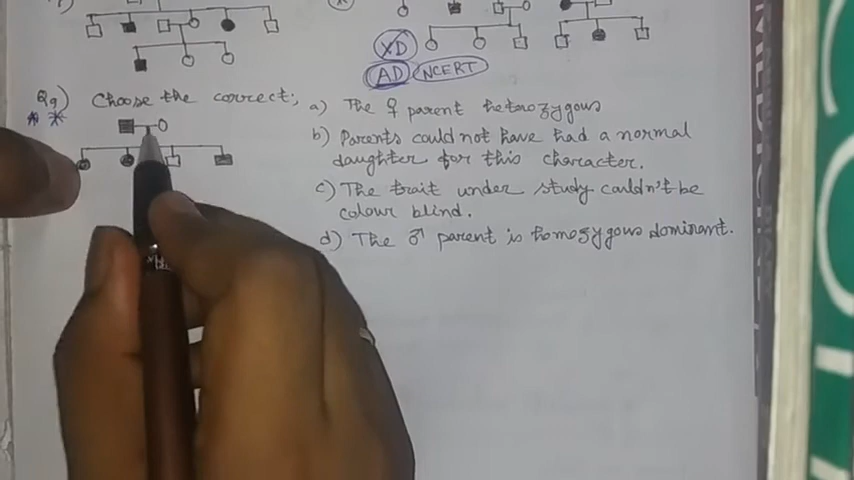 XD
AD NCERT
Q9) Choose the correct;
a) The ♀ parent hetrozygous
b) Parents could not have had a normal
daughter for this character.
c) The trait under study couldn't be
colour blind.
d) The ♂ parent is homozygous dominant.